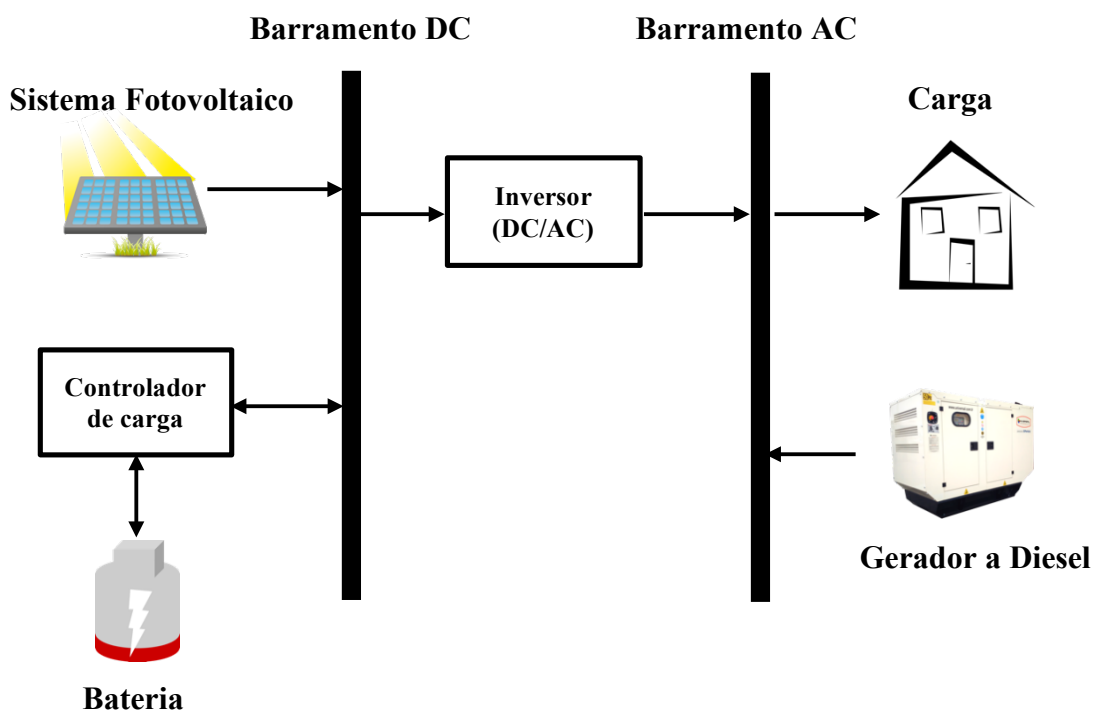 Barramento DC
Barramento AC
Sistema Fotovoltaico
Carga
Inversor
(DC/AC)
Controlador
de carga
Gerador a Diesel
Bateria